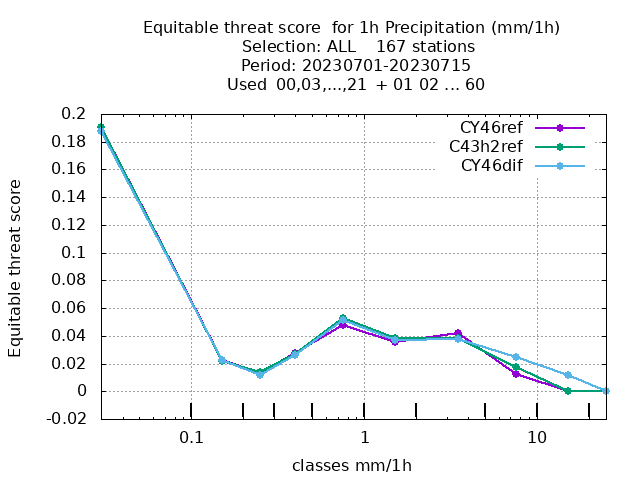 Equitable threat score  for 1h Precipitation (mm/1h)
Selection: ALL    167 stations
Period: 20230701-20230715
Used  00,03,...,21  + 01 02 ... 60
CY46ref
C43h2ref
CY46dif
Equitable threat score
0.2
0.18
0.16
0.14
0.12
0.1
0.08
0.06
0.04
0.02
0
-0.02
0.1
1
10
classes mm/1h